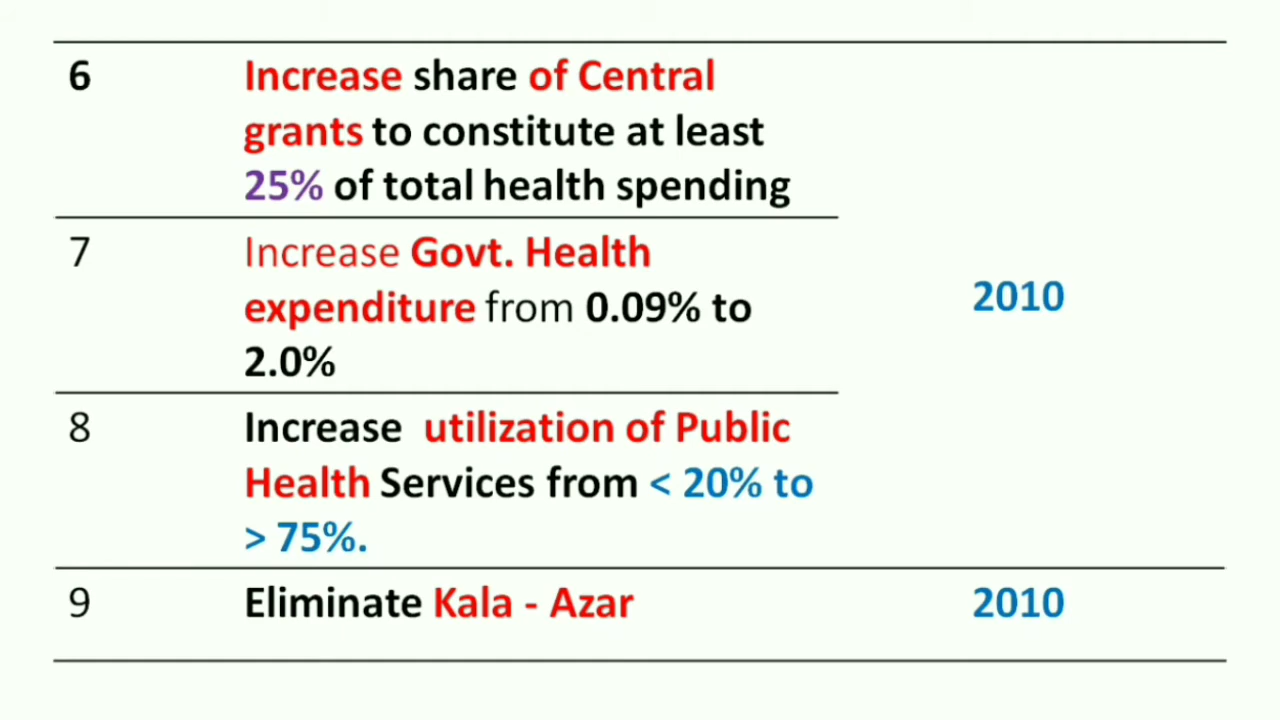 6 Increase share of Central
grants to constitute at least
25% of total health spending
7 Increase Govt. Health
expenditure from 0.09% to
2.0%
2010
8 Increase utilization of Public
Health Services from < 20% to
> 75%.
9 Eliminate Kala - Azar 2010